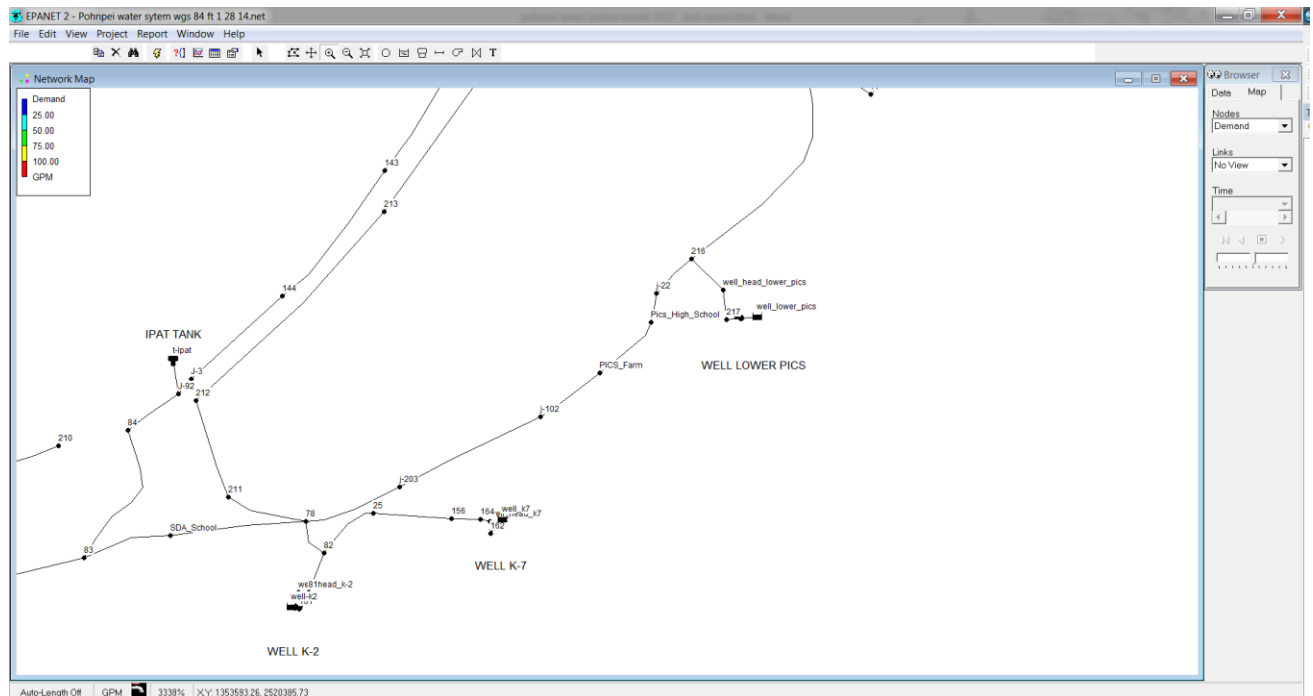 EPANET 2 - Pohnpei water sytem wgs 84 ft 1 28 14.net
File Edit View Project Report Window Help
Network Map
Browser
Data Map
Nodes
Demand
Links
No View
Time
Demand
25.00
50.00
75.00
100.00
GPM
143
213
216
well_head_lower_pics
j-22
144
well_lower_pics
Pics_High_School
217
IPAT TANK
t-Ipat
WELL LOWER PICS
PICS_Farm
J-3
J-92
212
j-102
84
210
j-203
211
25
well_k7
78
156
164
SDA_School
162
82
83
WELL K-7
81head_k-2
well-k2
WELL K-2
Auto-Length Off GPM 3338% X,Y: 1353593.26, 2520385.73